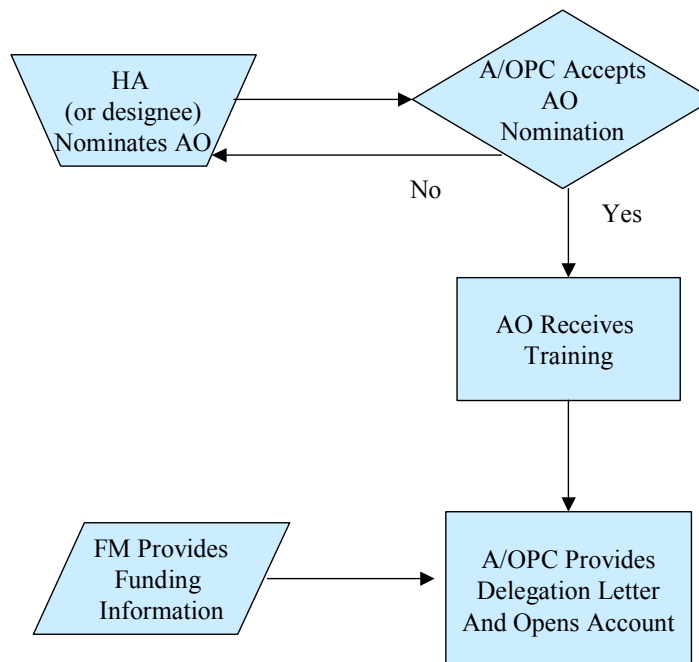 HA
(or designee)
Nominates AO
A/OPC Accepts
AO
Nomination
No
Yes
AO Receives
Training
FM Provides
Funding
Information
A/OPC Provides
Delegation Letter
And Opens Account